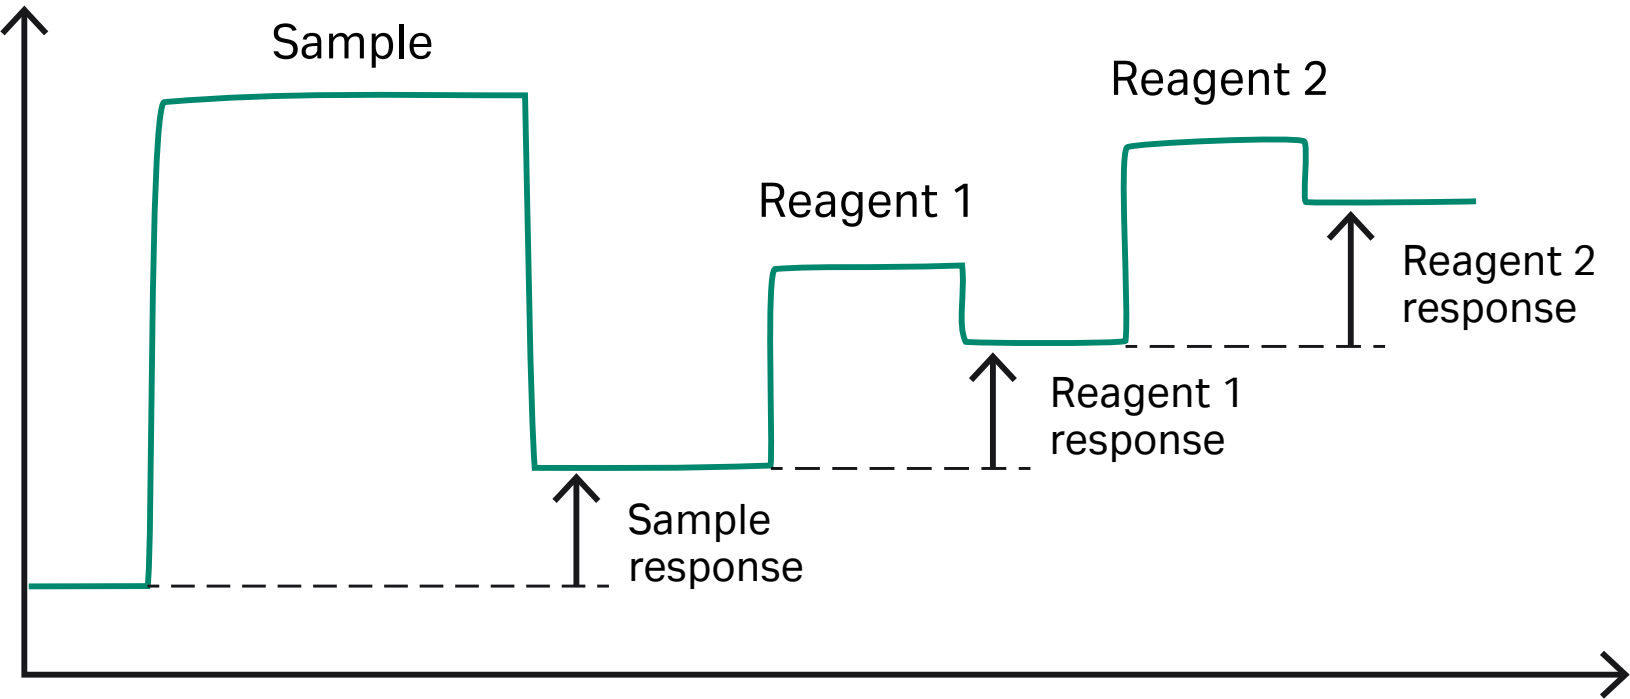 Sample
Reagent 2
Reagent 1
Reagent 2
response
Reagent 1
response
Sample
response